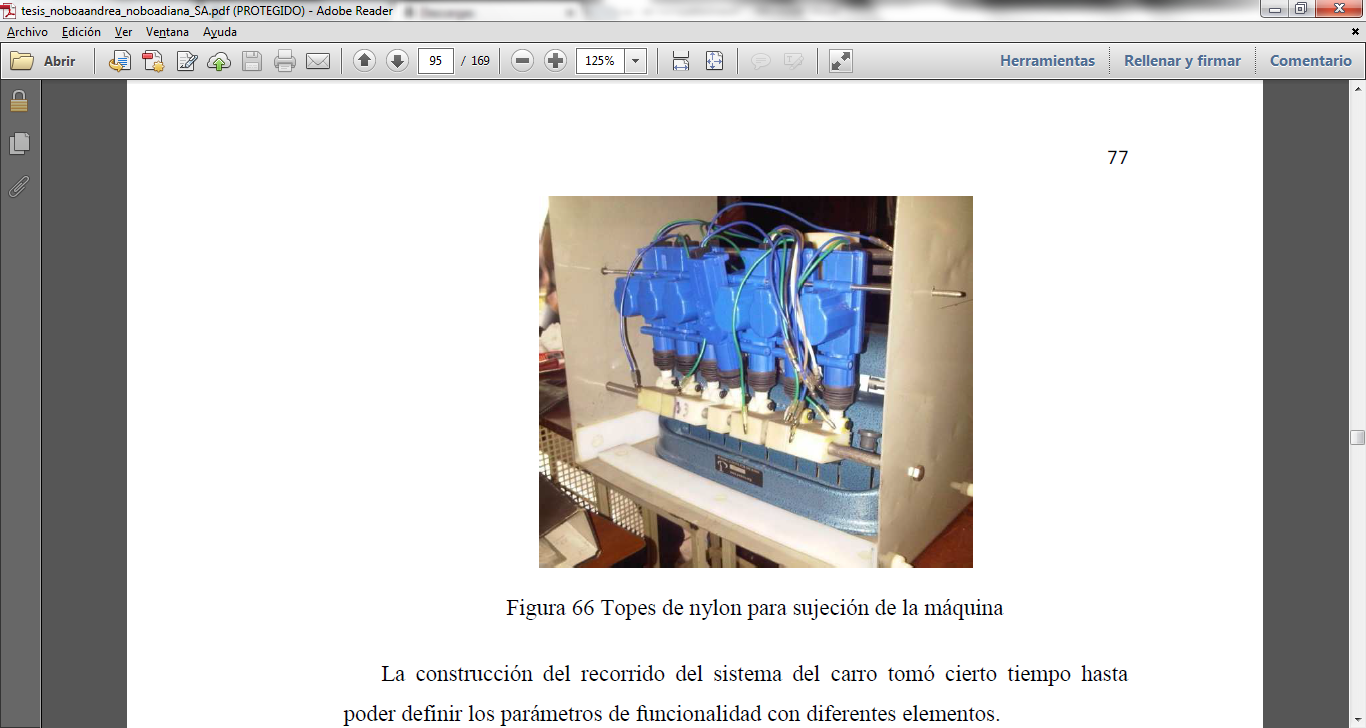 tesis_noboaandrea_noboadiana_SA.pdf (PROTEGIDO) - Adobe Reader
Archivo Edición Ver Ventana Ayuda
Abrir 95 / 169 125% Herramientas Rellenar y firmar Comentario
77
Figura 66 Topes de nylon para sujeción de la máquina
La construcción del recorrido del sistema del carro tomó cierto tiempo hasta
poder definir los parámetros de funcionalidad con diferentes elementos.